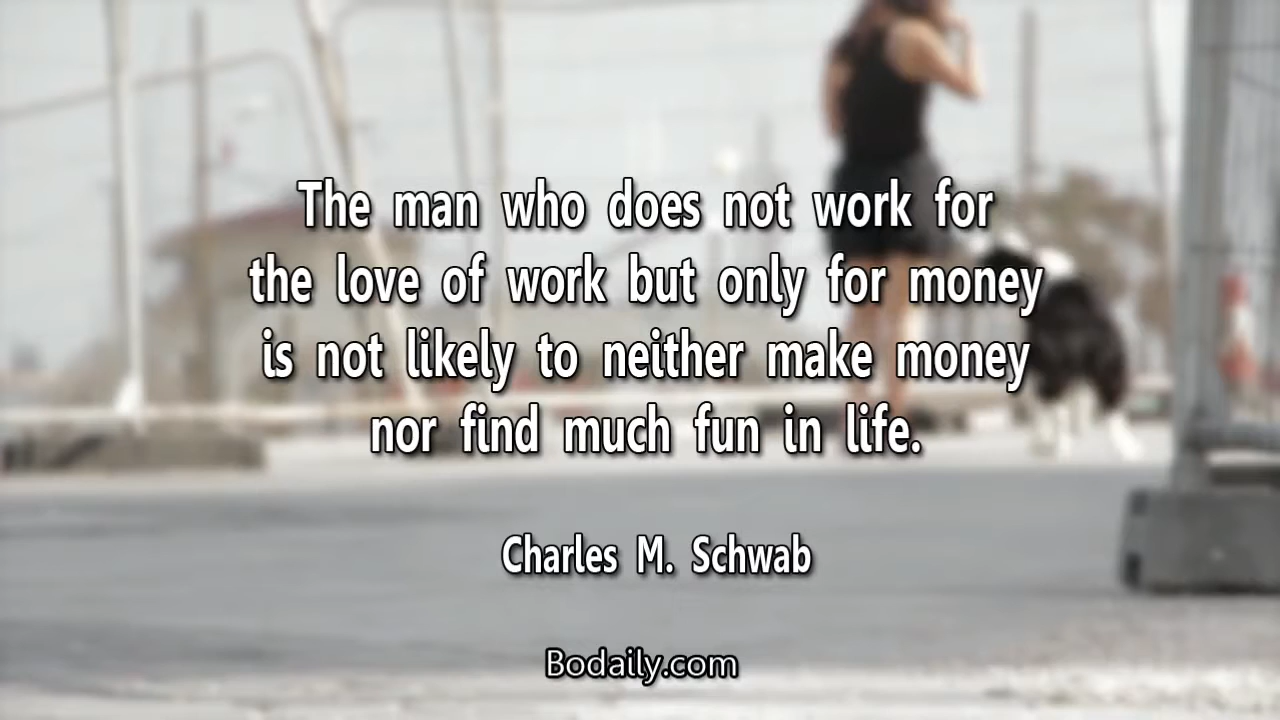 The man who does not work for
the love of work but only for money
is not likely to neither make money
nor find much fun in life.
Charles M. Schwab
Bodaily.com